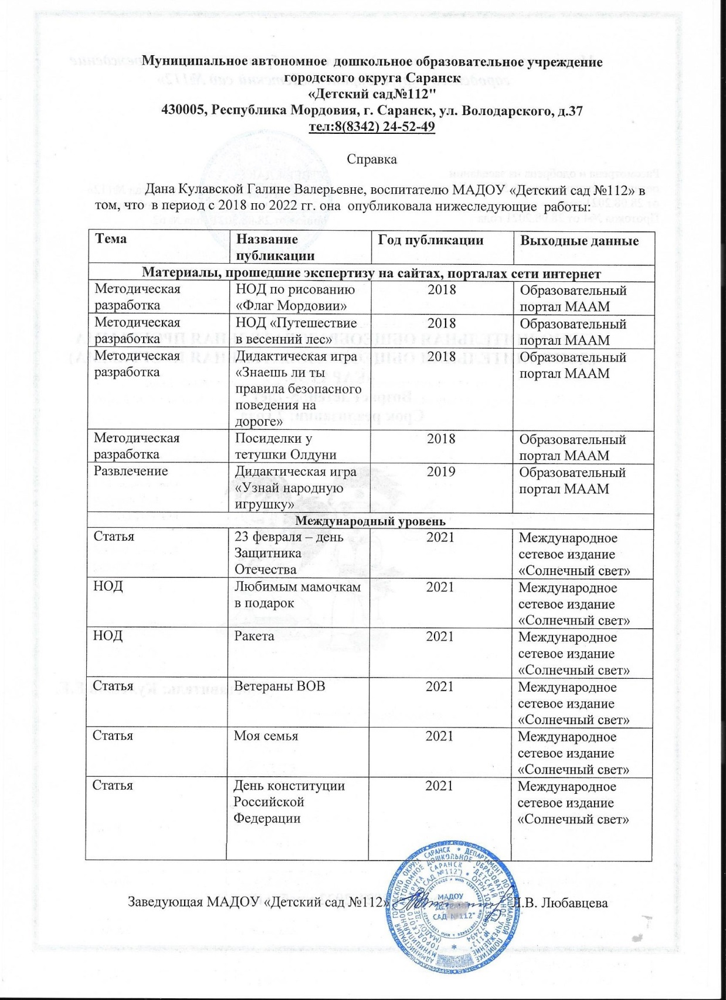 Муниципальное автономное дошкольное образовательное учреждение
городского округа Саранск
«Детский сад№112"
430005, Республика Мордовия, г. Саранск, ул. Володарского, д.37
тел:8(8342) 24-52-49
Справка
Дана Кулавской Галине Валерьевне, воспитателю МАДОУ «Детский сад №112» в
том, что в период с 2018 по 2022 гг. она опубликовала нижеследующие работы:
Тема Название Год публикации Выходные данные
публикации
Материалы, прошедшие экспертизу на сайтах, порталах сети интернет
Методическая НОД по рисованию 2018 Образовательный
разработка «Флаг Мордовии» портал МААМ
Методическая НОД «Путешествие 2018 Образовательный
разработка в весенний лес» портал МААМ
Методическая Дидактическая игра 2018 Образовательный
разработка «Знаешь ли ты портал МААМ
правила безопасного
поведения на
дороге»
Методическая Посиделки у 2018 Образовательный
разработка тетушки Олдуни портал МААМ
Развлечение Дидактическая игра 2019 Образовательный
«Узнай народную портал МААМ
игрушку»
Международный уровень
Статья 23 февраля – день 2021 Международное
Защитника сетевое издание
Отечества «Солнечный свет»
НОД Любимым мамочкам 2021 Международное
в подарок сетевое издание
«Солнечный свет»
НОД Ракета 2021 Международное
сетевое издание
«Солнечный свет»
Статья Ветераны ВОВ 2021 Международное
сетевое издание
«Солнечный свет»
Статья Моя семья 2021 Международное
сетевое издание
«Солнечный свет»
Статья День конституции 2021 Международное
Российской сетевое издание
Федерации «Солнечный свет»
Заведующая МАДОУ «Детский сад №112» Л.В. Любавцева
МАДОУ
"ДЕТСКИЙ
САД №112"